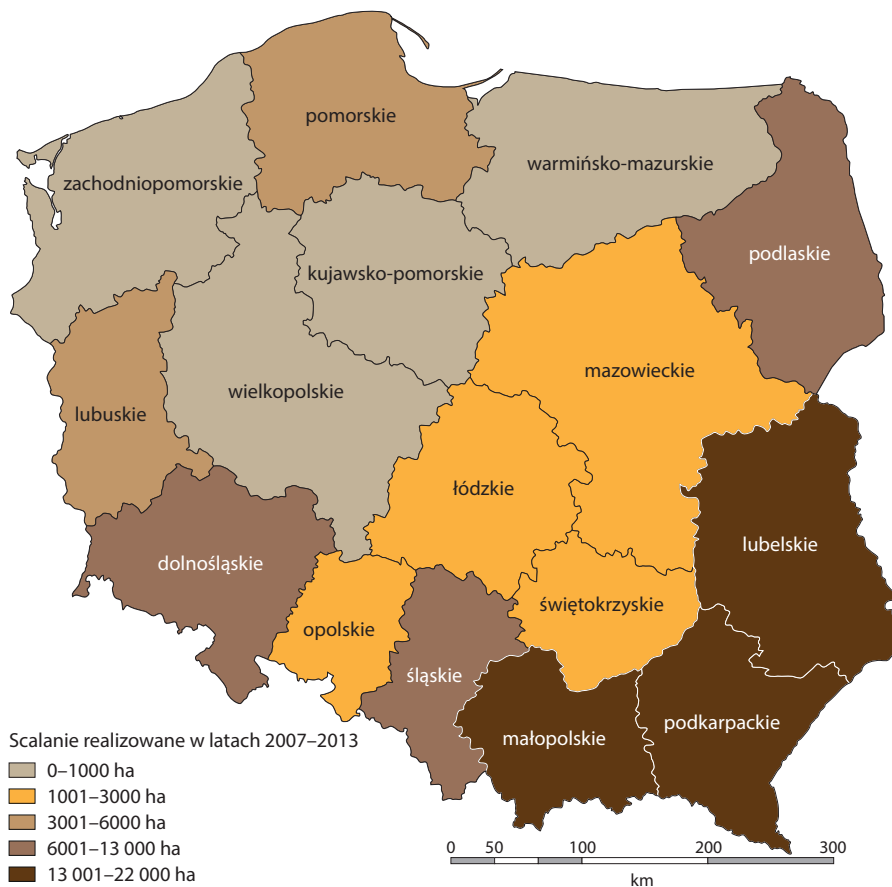 pomorskie
warmińsko-mazurskie
zachodniopomorskie
podlaskie
kujawsko-pomorskie
mazowieckie
wielkopolskie
lubuskie
łódzkie
lubelskie
dolnośląskie
świętokrzyskie
opolskie
śląskie
podkarpackie
małopolskie
Scalanie realizowane w latach 2007–2013
0–1000 ha
1001–3000 ha
3001–6000 ha
6001–13 000 ha
13 001–22 000 ha
0 50 100 200 300
km